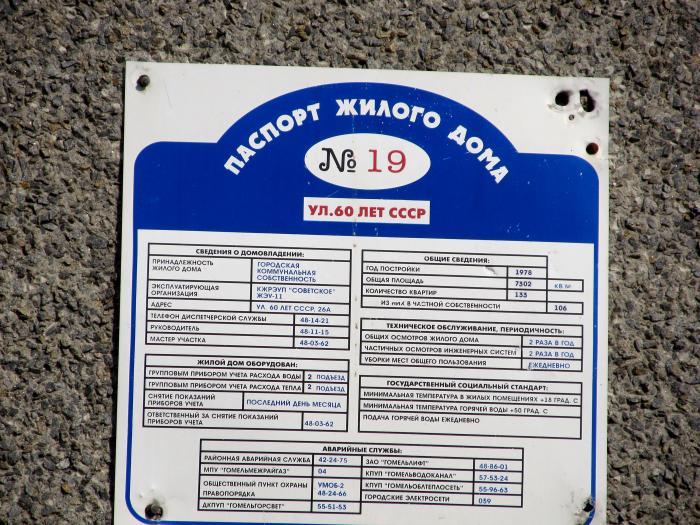 ПАСПОРТ ЖИЛОГО ДОМА
№ 19
УЛ.60 ЛЕТ СССР
СВЕДЕНИЯ О ДОМОВЛАДЕНИИ:
ПРИНАДЛЕЖНОСТЬ
ЖИЛОГО ДОМА
ГОРОДСКАЯ
КОММУНАЛЬНАЯ
СОБСТВЕННОСТЬ
ЭКСПЛУАТИРУЮЩАЯ
ОРГАНИЗАЦИЯ
КЖРЭУП "СОВЕТСКОЕ"
ЖЭУ-11
АДРЕС
УЛ. 60 ЛЕТ СССР, 26А
ТЕЛЕФОН ДИСПЕТЧЕРСКОЙ СЛУЖБЫ 48-14-21
РУКОВОДИТЕЛЬ 48-11-15
МАСТЕР УЧАСТКА 48-03-62
ЖИЛОЙ ДОМ ОБОРУДОВАН:
ГРУППОВЫМ ПРИБОРОМ УЧЕТА РАСХОДА ВОДЫ 2 ПОДЪЕЗД
ГРУППОВЫМ ПРИБОРОМ УЧЕТА РАСХОДА ТЕПЛА 2 ПОДЪЕЗД
СНЯТИЕ ПОКАЗАНИЙ
ПРИБОРОВ УЧЕТА
ПОСЛЕДНИЙ ДЕНЬ МЕСЯЦА
ОТВЕТСТВЕННЫЙ ЗА СНЯТИЕ ПОКАЗАНИЙ
ПРИБОРОВ УЧЕТА
48-03-62
ОБЩИЕ СВЕДЕНИЯ:
ГОД ПОСТРОЙКИ 1978
ОБЩАЯ ПЛОЩАДЬ 7302 КВ М
КОЛИЧЕСТВО КВАРТИР 133
ИЗ НИХ В ЧАСТНОЙ СОБСТВЕННОСТИ 106
ТЕХНИЧЕСКОЕ ОБСЛУЖИВАНИЕ, ПЕРИОДИЧНОСТЬ:
ОБЩИХ ОСМОТРОВ ЖИЛОГО ДОМА 2 РАЗА В ГОД
ЧАСТИЧНЫХ ОСМОТРОВ ИНЖЕНЕРНЫХ СИСТЕМ 2 РАЗА В ГОД
УБОРКИ МЕСТ ОБЩЕГО ПОЛЬЗОВАНИЯ ЕЖЕДНЕВНО
ГОСУДАРСТВЕННЫЙ СОЦИАЛЬНЫЙ СТАНДАРТ:
МИНИМАЛЬНАЯ ТЕМПЕРАТУРА В ЖИЛЫХ ПОМЕЩЕНИЯХ +18 ГРАД. С
МИНИМАЛЬНАЯ ТЕМПЕРАТУРА ГОРЯЧЕЙ ВОДЫ +50 ГРАД. С
ПОДАЧА ГОРЯЧЕЙ ВОДЫ ЕЖЕДНЕВНО
АВАРИЙНЫЕ СЛУЖБЫ:
РАЙОННАЯ АВАРИЙНАЯ СЛУЖБА 42-24-75
МПУ "ГОМЕЛЬМЕЖРАЙГАЗ" 04
ОБЩЕСТВЕННЫЙ ПУНКТ ОХРАНЫ
ПРАВОПОРЯДКА
УМОБ-2
48-24-66
ДКПУП "ГОМЕЛЬГОРСВЕТ" 55-51-53
ЗАО "ГОМЕЛЬЛИФТ" 48-86-01
КПУП "ГОМЕЛЬВОДОКАНАЛ" 57-53-24
КПУП "ГОМЕЛЬОБЛТЕПЛОСЕТЬ" 55-96-63
ГОРОДСКИЕ ЭЛЕКТРОСЕТИ 059